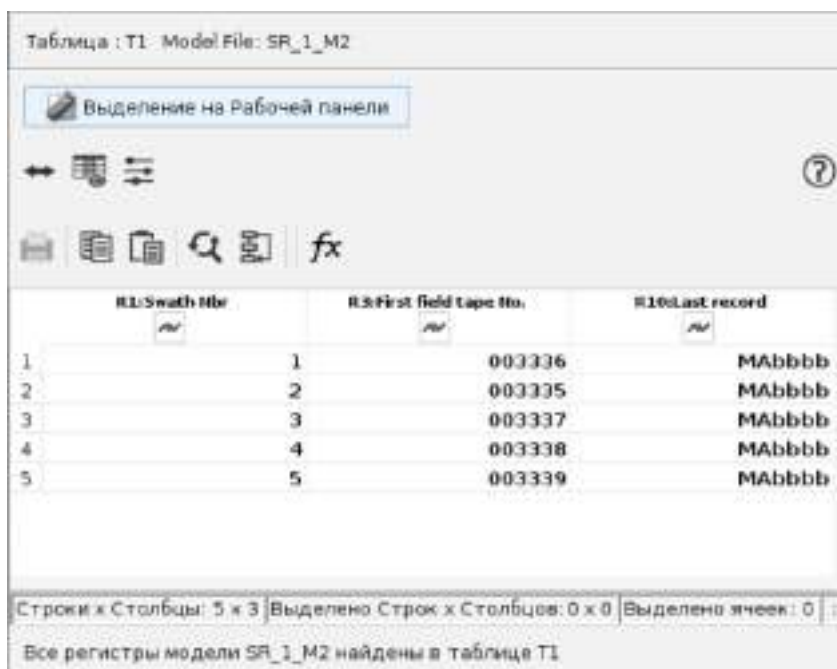 Таблица : T1 Model File: SR_1_M2
Выделение на Рабочей панели
fx
R1:Swath Nbr R3:First field tape No. R10:Last record
1 1 003336 MAbbbb
2 2 003335 MAbbbb
3 3 003337 MAbbbb
4 4 003338 MAbbbb
5 5 003339 MAbbbb
Строки x Столбцы: 5 x 3 Выделено Строк x Столбцов: 0 x 0 Выделено ячеек: 0
Все регистры модели SR_1_M2 найдены в таблице T1